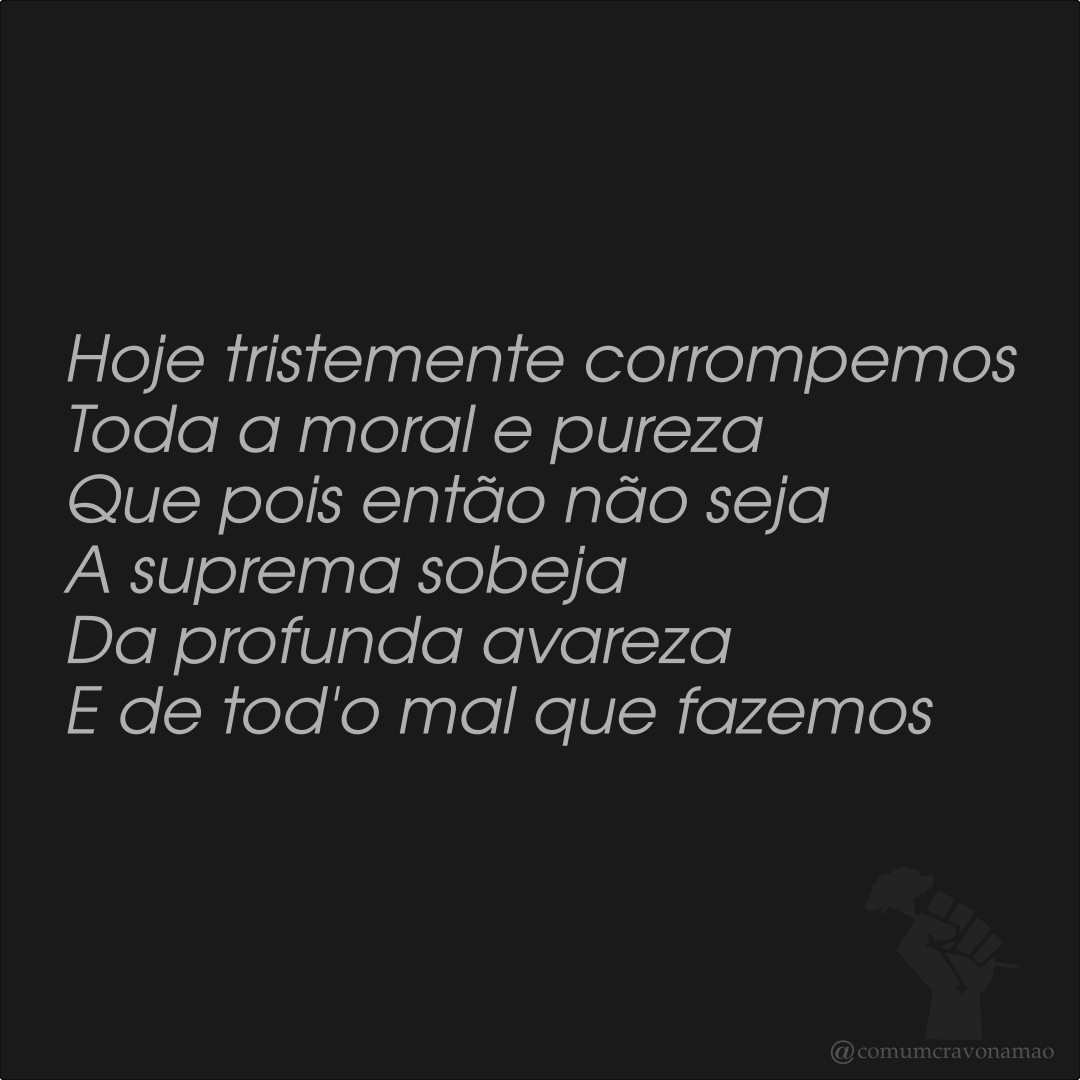 Hoje tristemente corrompemos
Toda a moral e pureza
Que pois então não seja
A suprema sobeja
Da profunda avareza
E de tod'o mal que fazemos
@comumcravonamao